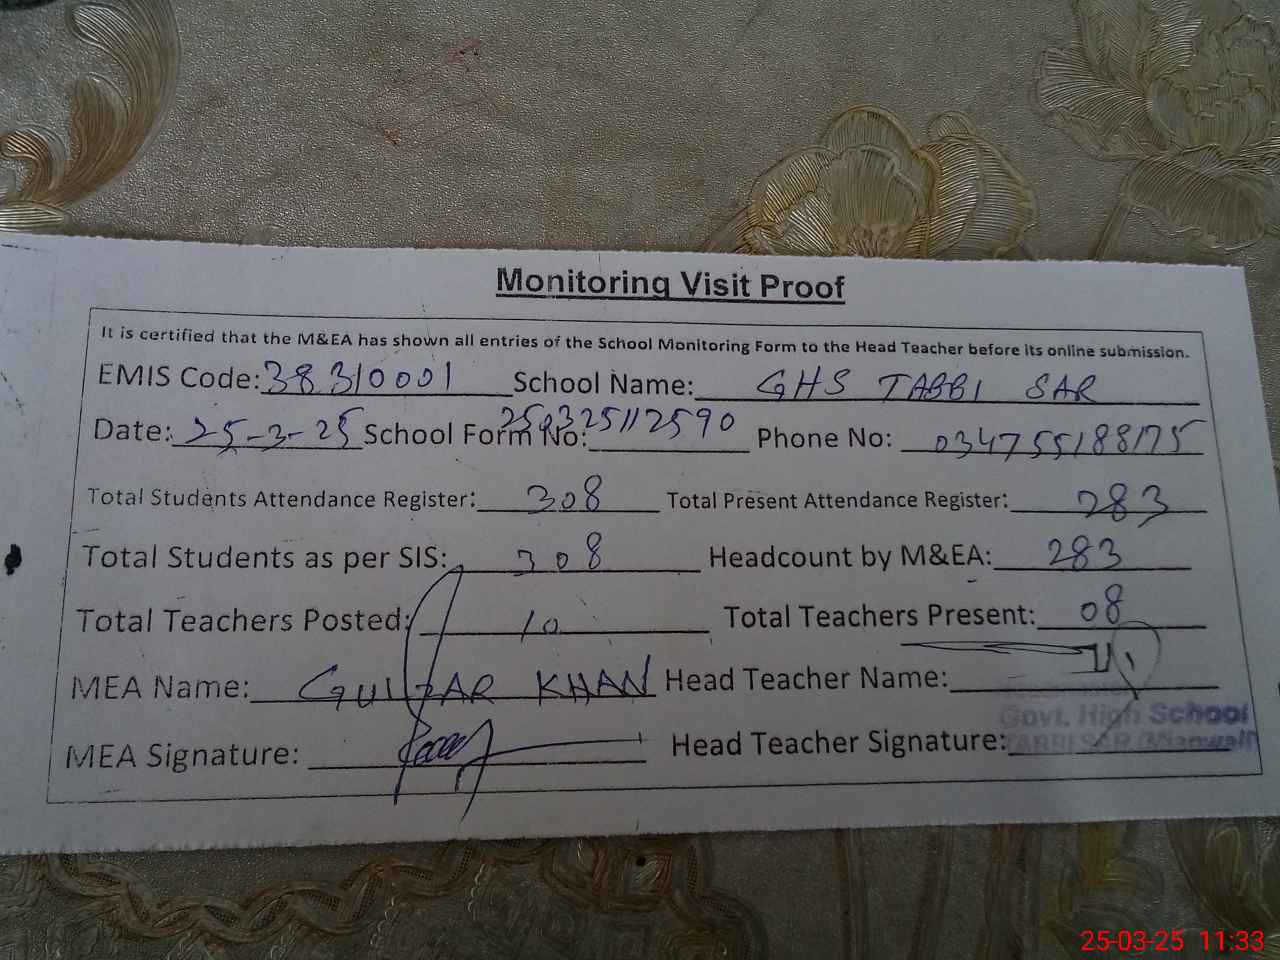 Monitoring Visit Proof
It is certified that the M&EA has shown all entries of the School Monitoring Form to the Head Teacher before its online submission.
EMIS Code: 38310001 School Name: GHS TABBI SAR
Date: 25-3-25 School Form No: 250325112590 Phone No: 034755188175
Total Students Attendance Register: 308 Total Present Attendance Register: 283
Total Students as per SIS: 308 Headcount by M&EA: 283
Total Teachers Posted: 10 Total Teachers Present: 08
MEA Name: GULZAR KHAN Head Teacher Name:
Govt. High School
MEA Signature: Head Teacher Signature: TABBI SAR (Mianwali)
25-03-25 11:33